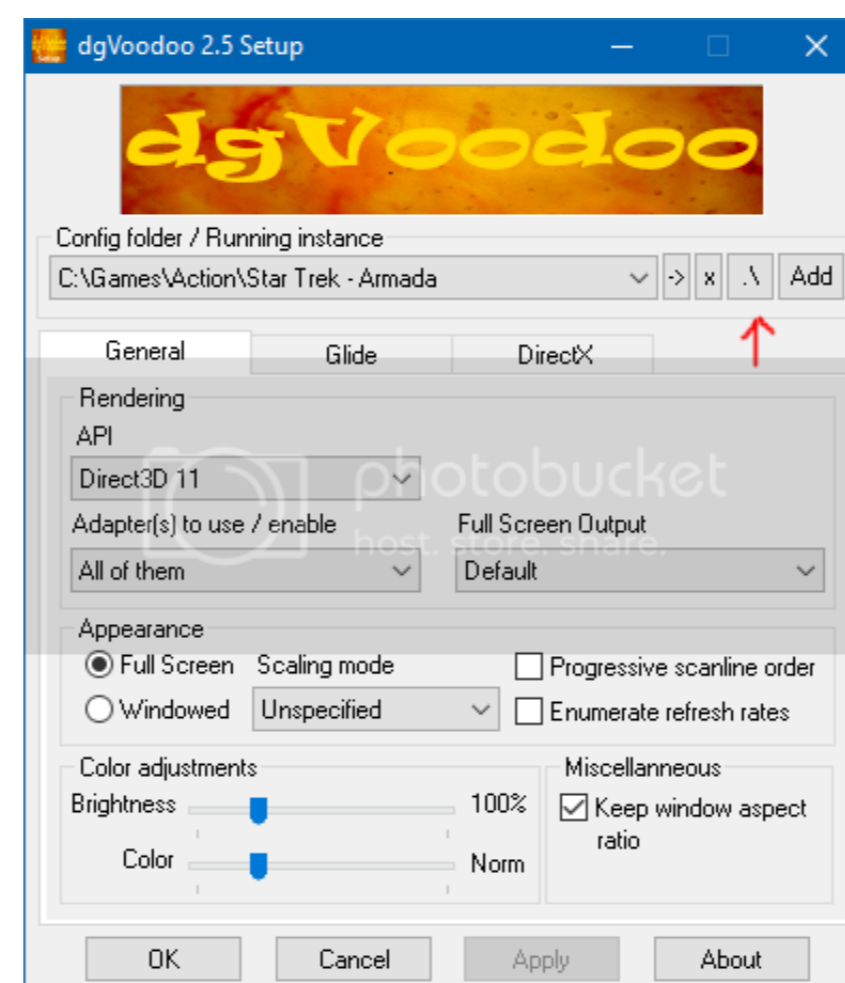 dgVoodoo 2.5 Setup
dgVoodoo
Config folder / Running instance
C:\Games\Action\Star Trek - Armada -> x .\ Add
General Glide DirectX
Rendering
API
Direct3D 11
photobucket
Adapter(s) to use / enable Full Screen Output
host. store. share.
All of them Default
Appearance
Full Screen Scaling mode Progressive scanline order
Windowed Unspecified Enumerate refresh rates
Color adjustments Miscellanneous
Brightness 100% Keep window aspect
ratio
Color Norm
OK Cancel Apply About